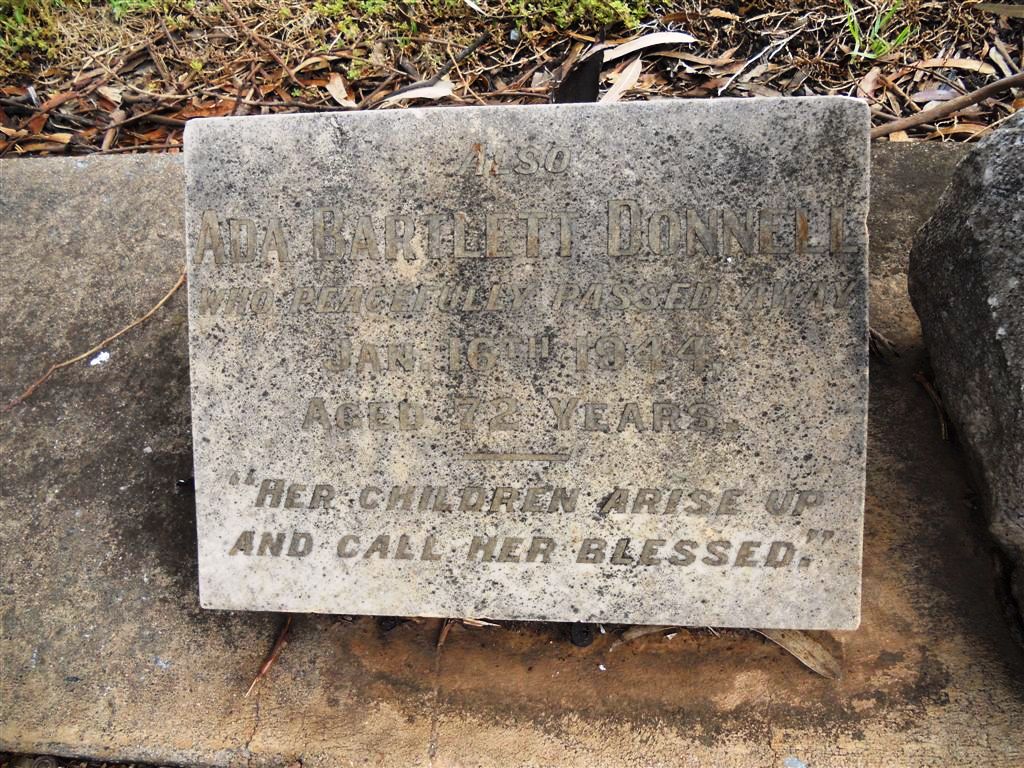 ALSO
ADA BARTLETT DONNELL
WHO PEACEFULLY PASSED AWAY
JAN. 16TH 1944.
AGED 72 YEARS.
"HER CHILDREN ARISE UP
AND CALL HER BLESSED."